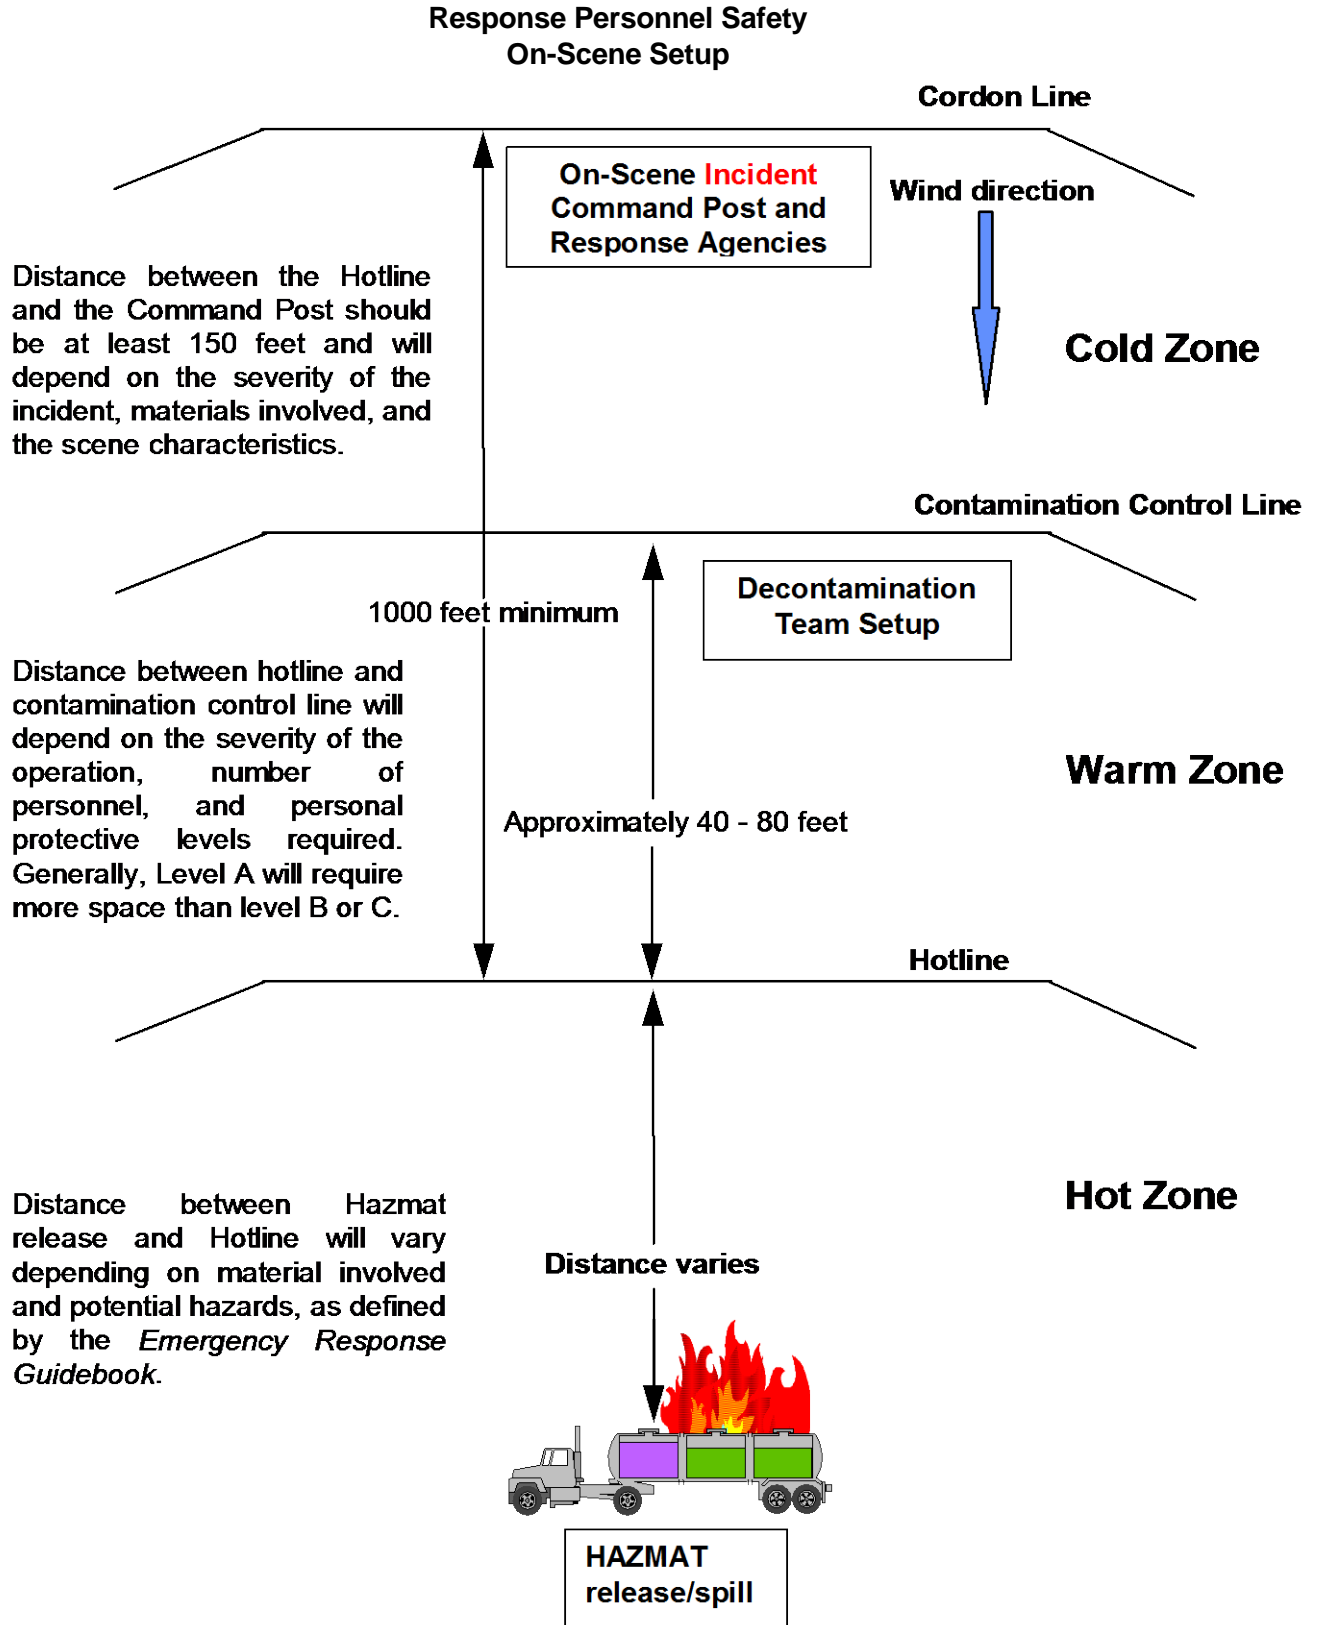 Response Personnel Safety
On-Scene Setup
Cordon Line
On-Scene Incident
Command Post and
Response Agencies
Wind direction
Distance between the Hotline
and the Command Post should
be at least 150 feet and will
depend on the severity of the
incident, materials involved, and
the scene characteristics.
Cold Zone
Contamination Control Line
Decontamination
Team Setup
1000 feet minimum
Distance between hotline and
contamination control line will
depend on the severity of the
operation, number of
personnel, and personal
protective levels required.
Generally, Level A will require
more space than level B or C.
Warm Zone
Approximately 40 - 80 feet
Hotline
Distance between Hazmat
release and Hotline will vary
depending on material involved
and potential hazards, as defined
by the Emergency Response
Guidebook.
Hot Zone
Distance varies
HAZMAT
release/spill